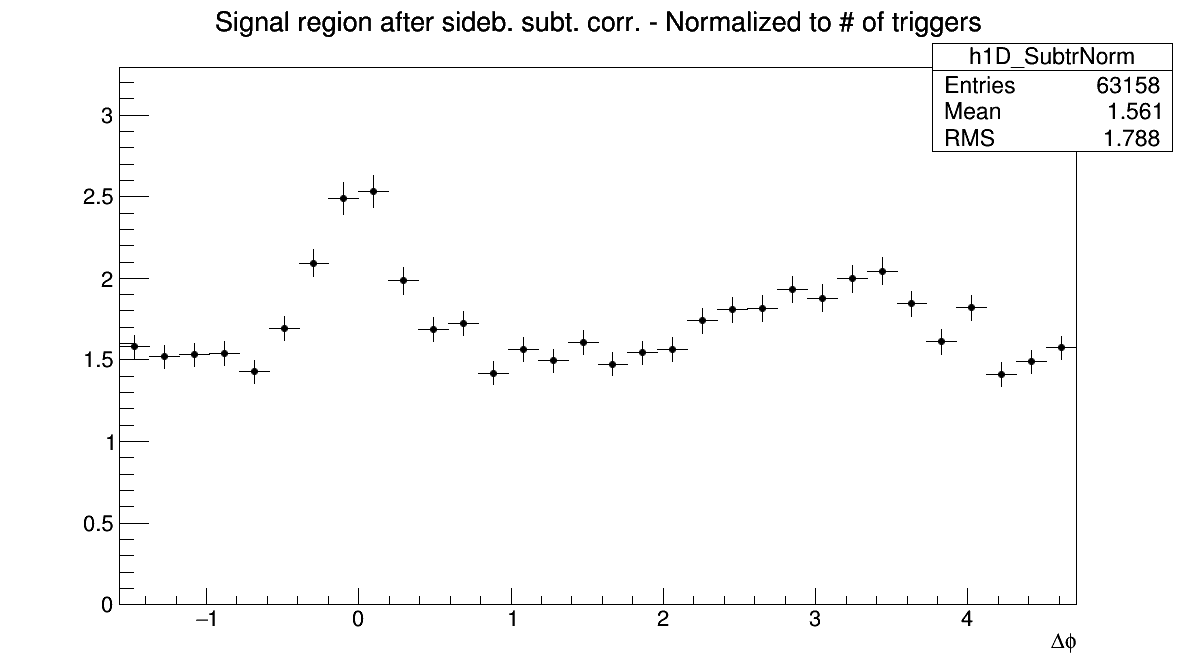 Signal region after sideb. subt. corr. - Normalized to # of triggers
h1D_SubtrNorm
Entries 63158
Mean 1.561
RMS 1.788
3
2.5
2
1.5
1
0.5
0
−1 0 1 2 3 4
Δϕ